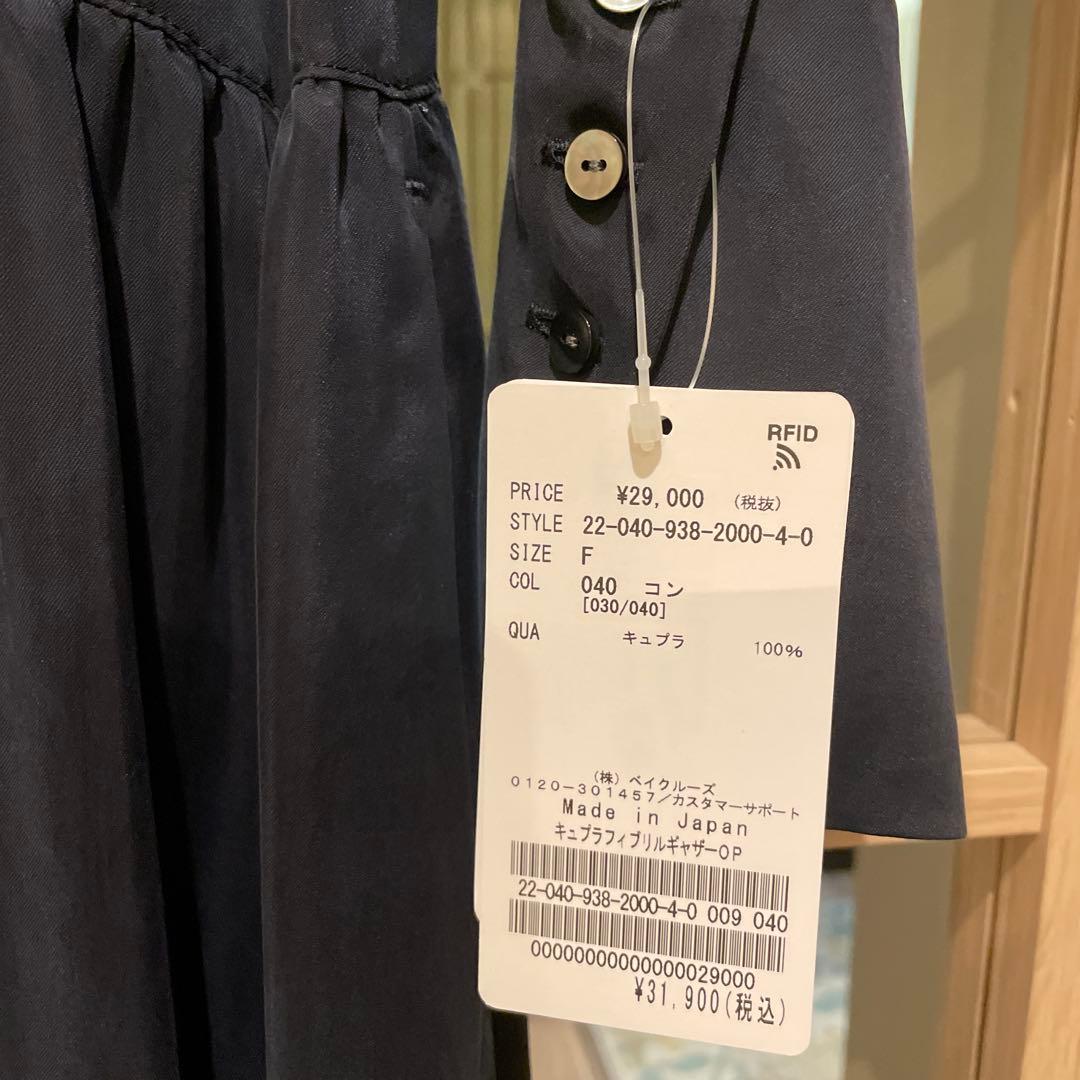 RFID
PRICE ¥29,000 (税抜)
STYLE 22-040-938-2000-4-0
SIZE F
COL 040 コン
[030/040]
QUA キュプラ 100%
(株)ベイクルーズ
0120-301457/カスタマーサポート
Made in Japan
キュプラフィブリルギャザーOP
22-040-938-2000-4-0 009 040
0000000000000029000
¥31,900(税込)